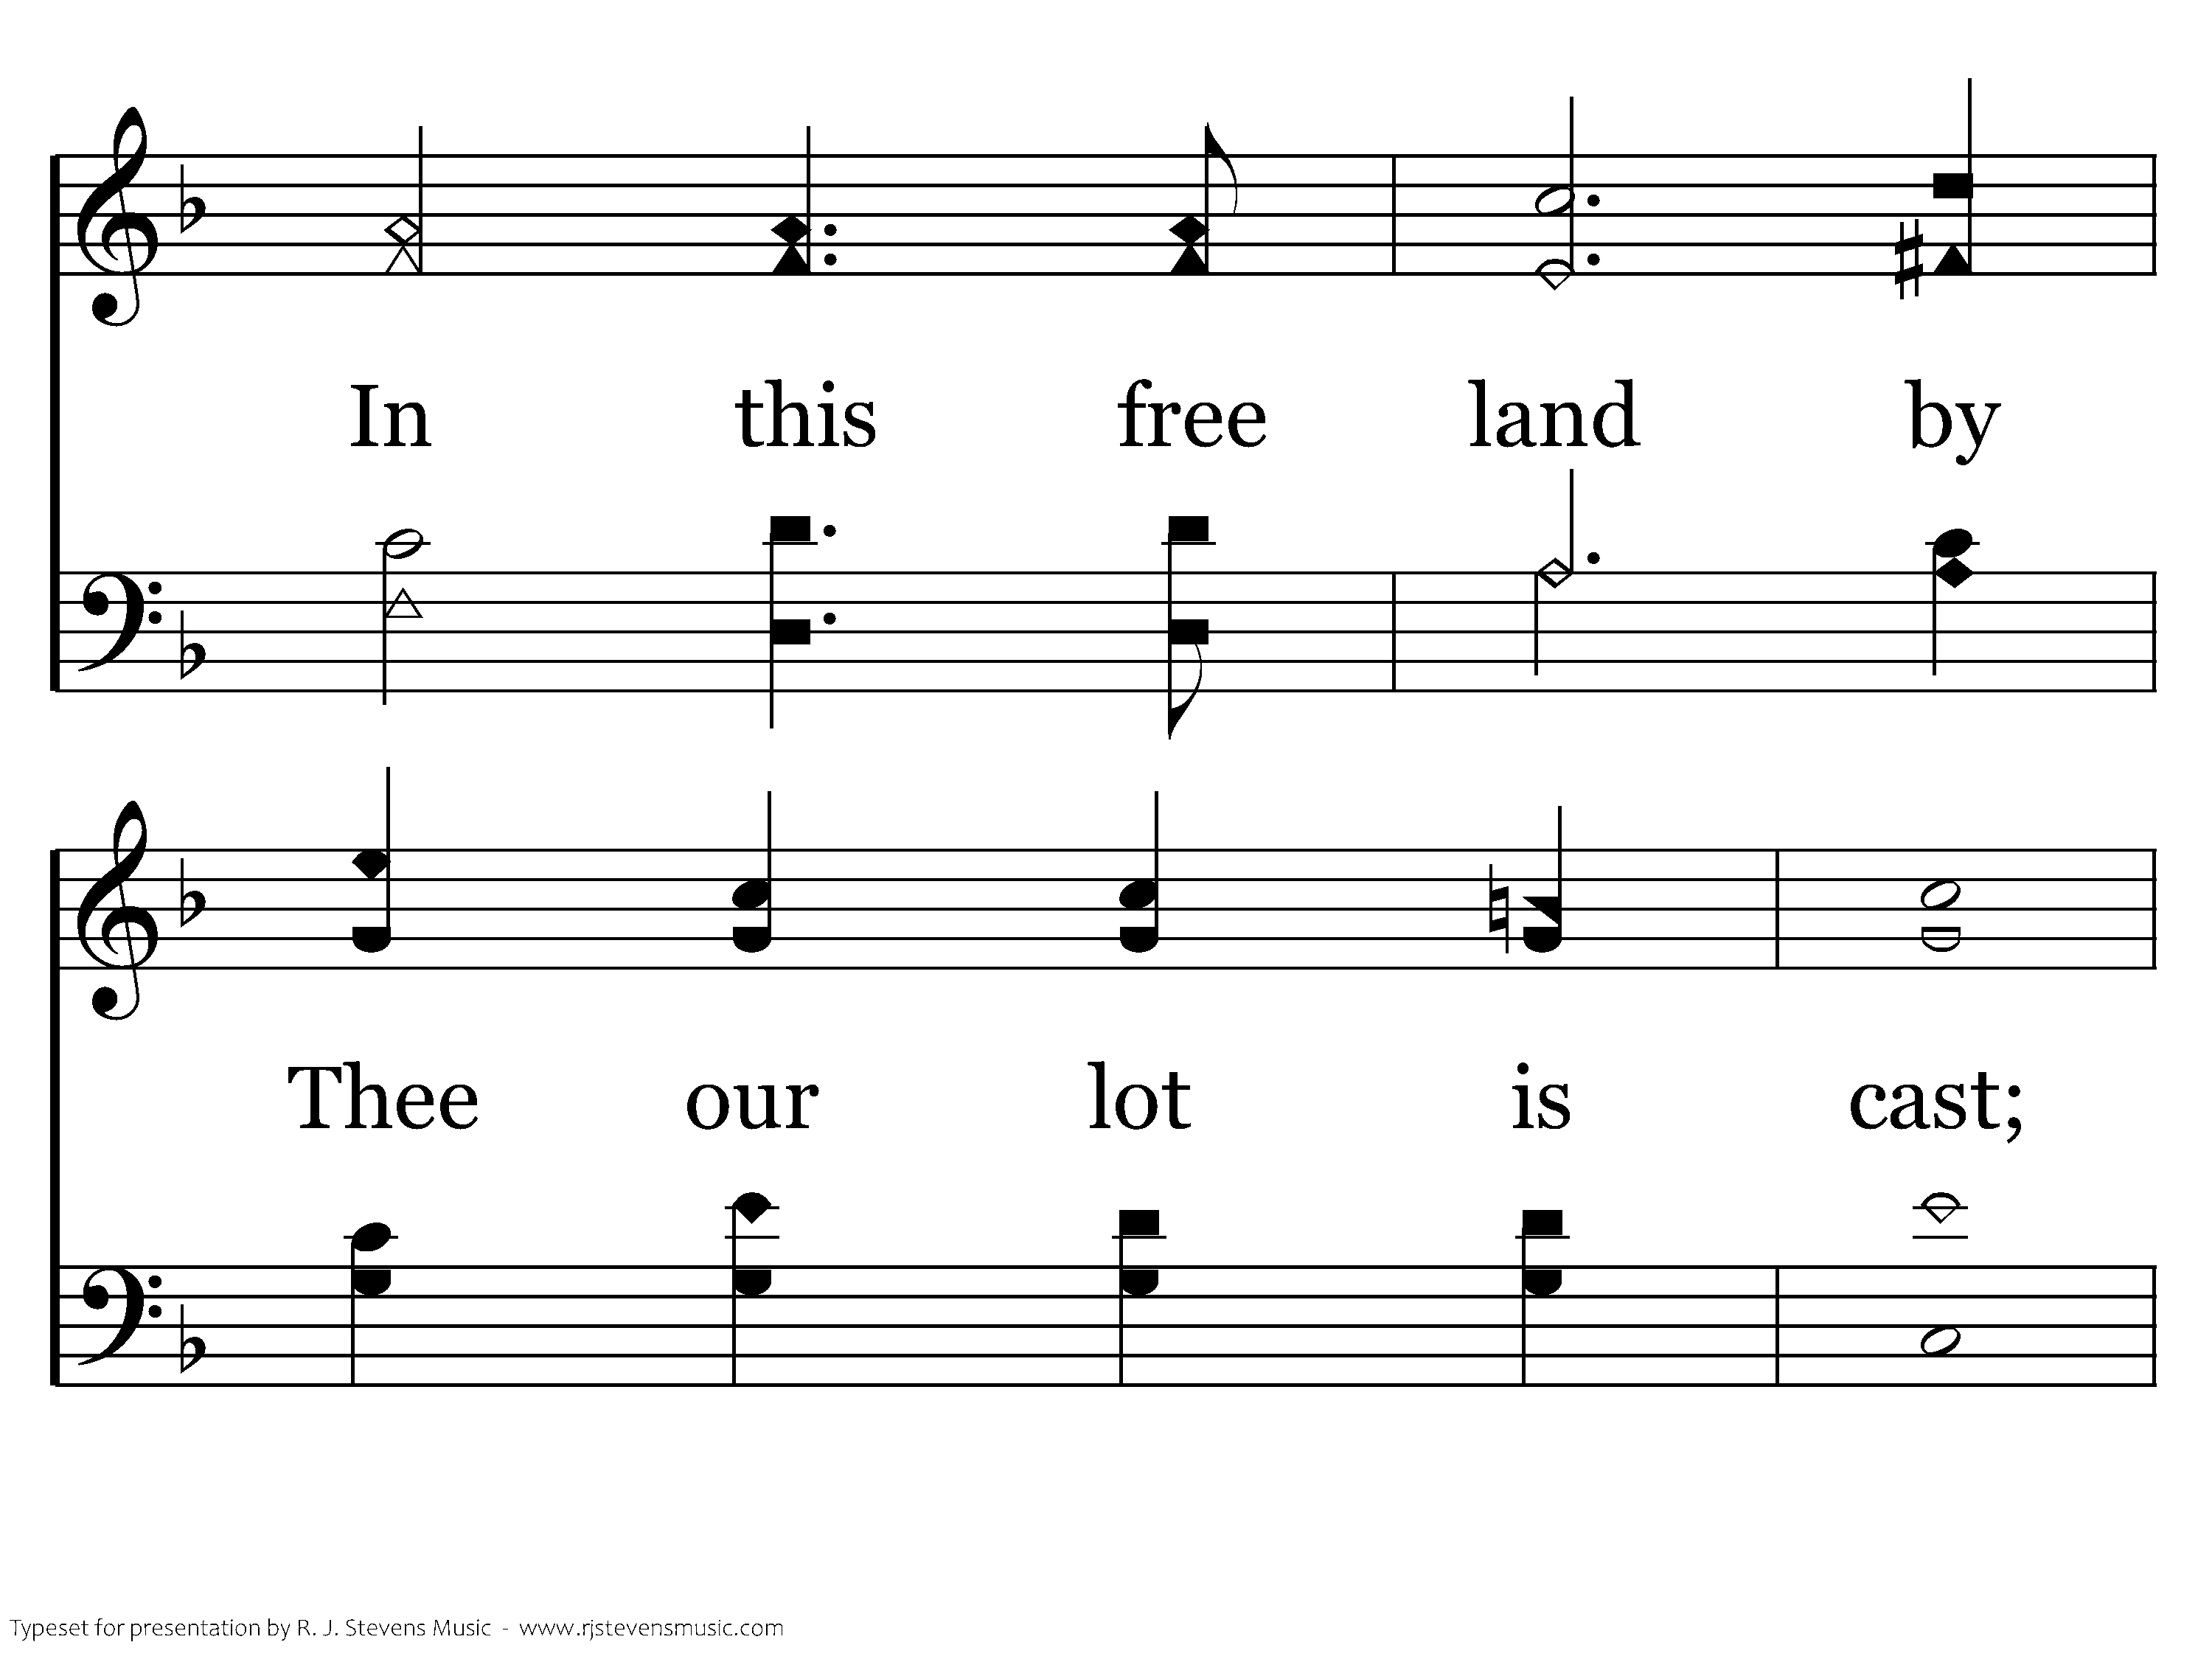 In this free land by
Thee our lot is cast;
Typeset for presentation by R. J. Stevens Music - www.rjstevensmusic.com